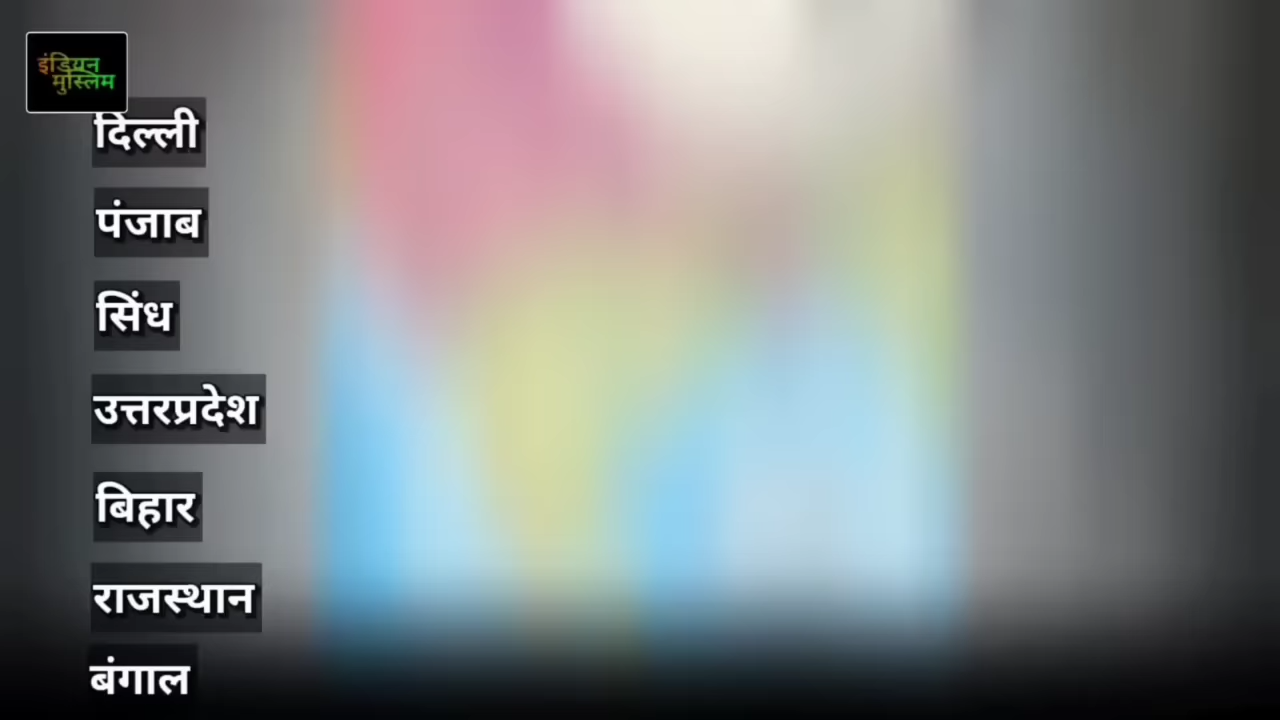 इंडियन
मुस्लिम
दिल्ली
पंजाब
सिंध
उत्तरप्रदेश
बिहार
राजस्थान
बंगाल